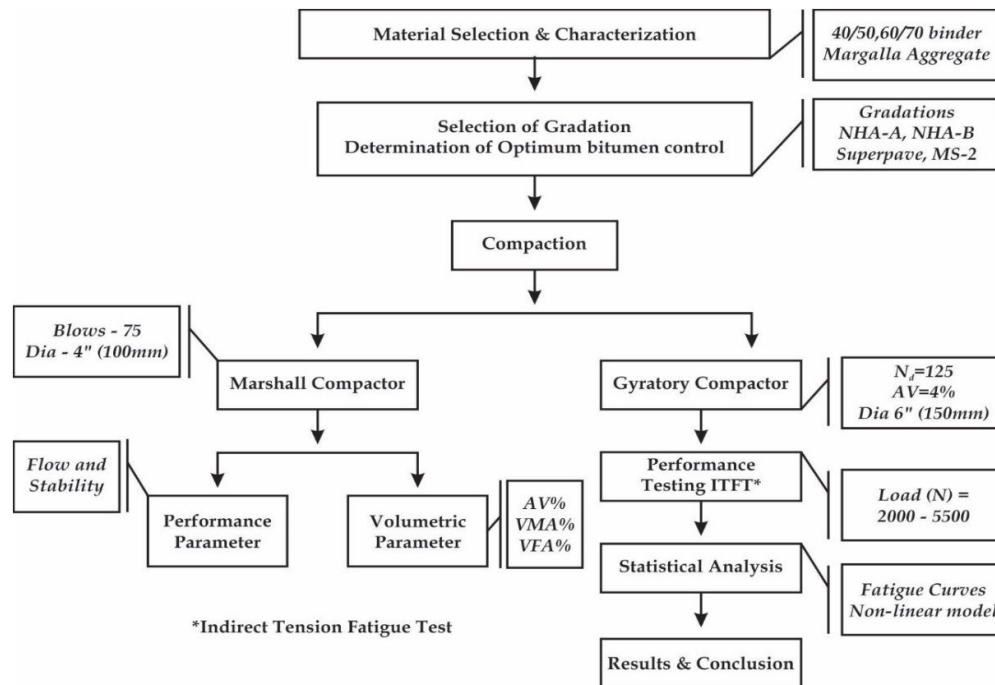 Material Selection & Characterization
40/50,60/70 binder
Margalla Aggregate
Selection of Gradation
Determination of Optimum bitumen control
Gradations
NHA-A, NHA-B
Superpave, MS-2
Compaction
Blows - 75
Dia - 4" (100mm)
Marshall Compactor
Gyratory Compactor
N_d=125
AV=4%
Dia 6" (150mm)
Flow and
Stability
Performance
Parameter
Volumetric
Parameter
AV%
VMA%
VFA%
Performance
Testing ITFT*
Load (N) =
2000 - 5500
Statistical Analysis
Fatigue Curves
Non-linear model
*Indirect Tension Fatigue Test
Results & Conclusion